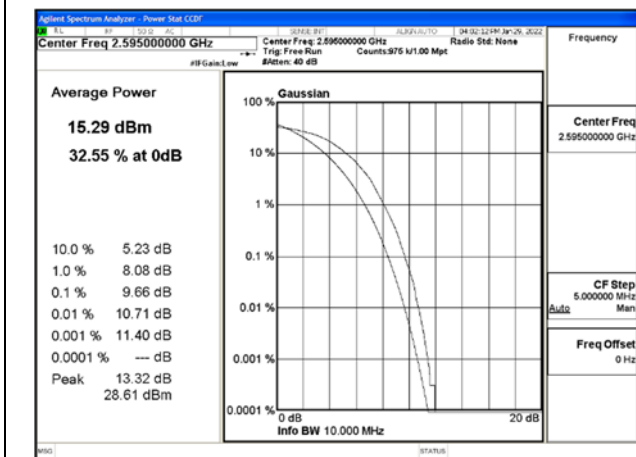 Agilent Spectrum Analyzer - Power Stat CCDF
RL RF 50 Ω AC SENSE:INT ALIGN AUTO 04:02:12 PM Jan 29, 2022
Center Freq 2.595000000 GHz
Center Freq: 2.595000000 GHz
Radio Std: None
Trig: Free Run Counts:975 k/1.00 Mpt
#IFGain:Low #Atten: 40 dB
Frequency
Average Power
15.29 dBm
32.55 % at 0dB
10.0 % 5.23 dB
1.0 % 8.08 dB
0.1 % 9.66 dB
0.01 % 10.71 dB
0.001 % 11.40 dB
0.0001 % --- dB
Peak 13.32 dB
28.61 dBm
Gaussian
100 %
10 %
1 %
0.1 %
0.01 %
0.001 %
0.0001 %
0 dB 20 dB
Info BW 10.000 MHz
Center Freq
2.595000000 GHz
CF Step
5.000000 MHz
Auto Man
Freq Offset
0 Hz
MSG STATUS